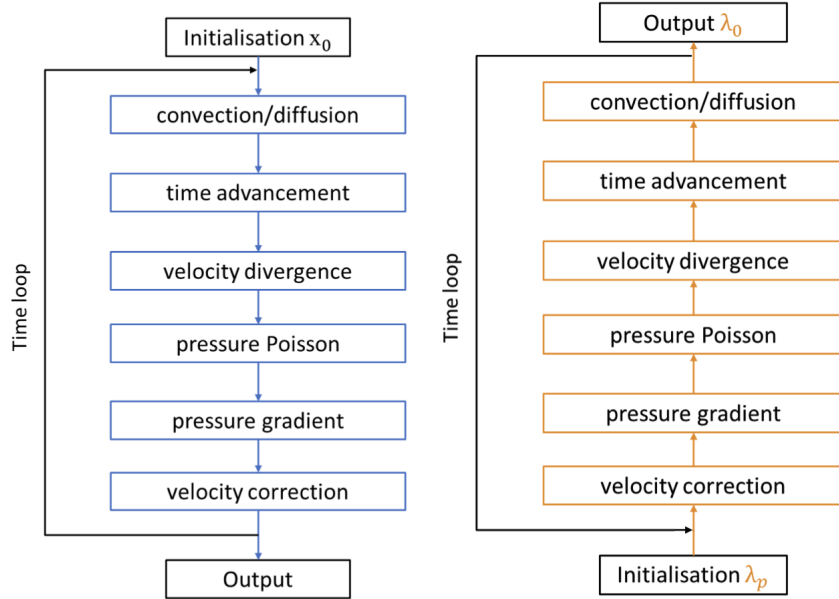 Initialisation x₀
convection/diffusion
time advancement
velocity divergence
pressure Poisson
pressure gradient
velocity correction
Output
Time loop
Output λ₀
convection/diffusion
time advancement
velocity divergence
pressure Poisson
pressure gradient
velocity correction
Initialisation λₚ
Time loop